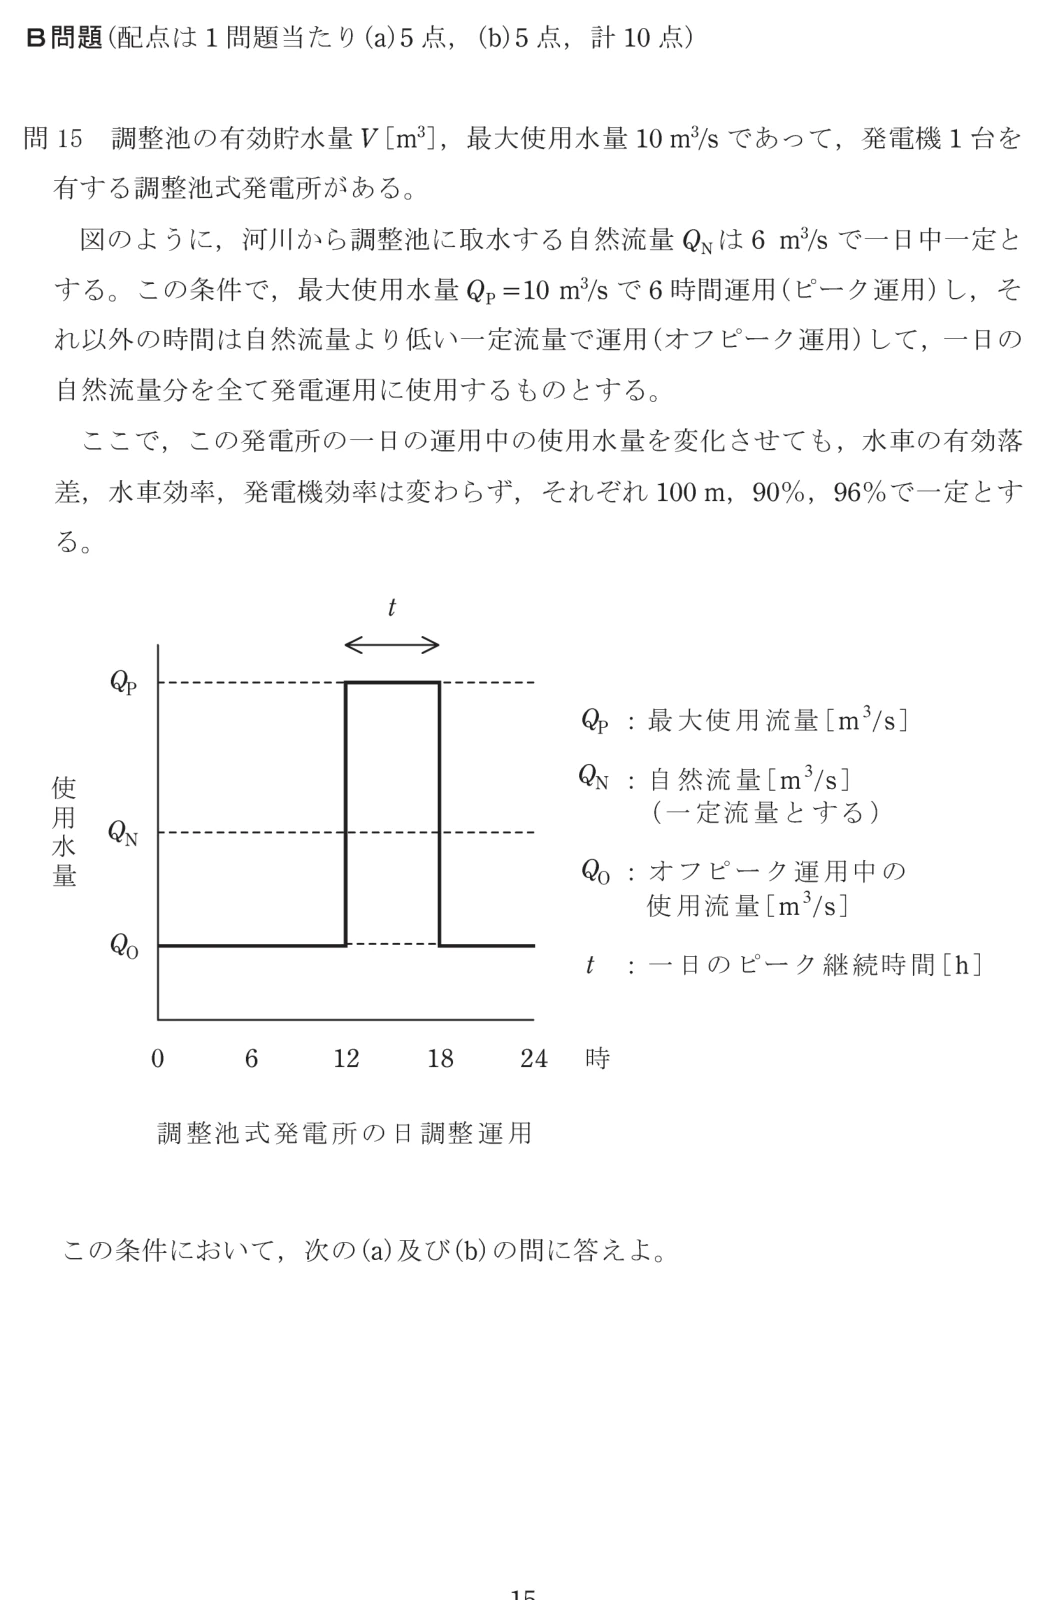 B問題(配点は1問題当たり(a)5点，(b)5点，計10点)
問15　調整池の有効貯水量V［m³］，最大使用水量10 m³/sであって，発電機1台を
有する調整池式発電所がある。
図のように，河川から調整池に取水する自然流量Q_Nは6 m³/sで一日中一定と
する。この条件で，最大使用水量Q_P=10 m³/sで6時間運用(ピーク運用)し，そ
れ以外の時間は自然流量より低い一定流量で運用(オフピーク運用)して，一日の
自然流量分を全て発電運用に使用するものとする。
ここで，この発電所の一日の運用中の使用水量を変化させても，水車の有効落
差，水車効率，発電機効率は変わらず，それぞれ100 m，90%，96%で一定とす
る。
t
Q_P
Q_N
Q_O
使用水量
0 6 12 18 24 時
Q_P：最大使用流量［m³/s］
Q_N：自然流量［m³/s］
（一定流量とする）
Q_O：オフピーク運用中の
使用流量［m³/s］
t：一日のピーク継続時間［h］
調整池式発電所の日調整運用
この条件において，次の(a)及び(b)の問に答えよ。
15